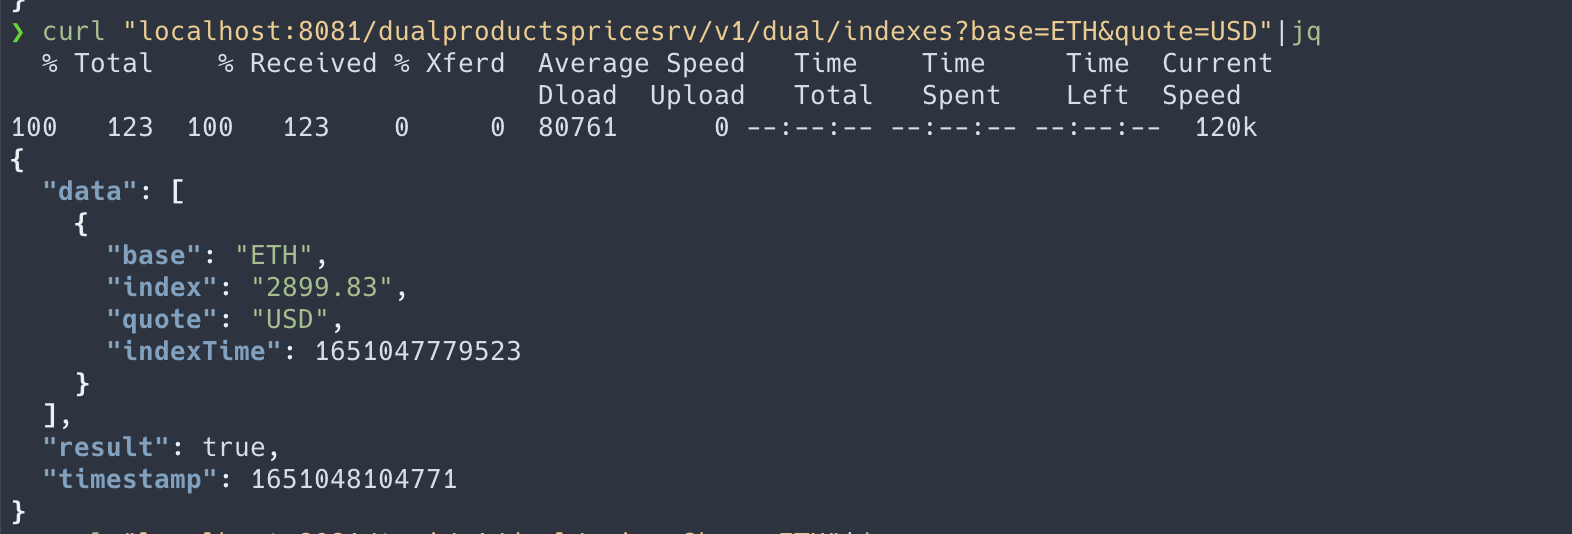 }
❯ curl "localhost:8081/dualproductspricesrv/v1/dual/indexes?base=ETH&quote=USD"|jq
  % Total    % Received % Xferd  Average Speed   Time    Time     Time  Current
                                 Dload  Upload   Total   Spent    Left  Speed
100   123  100   123    0     0  80761      0 --:--:-- --:--:-- --:--:--  120k
{
  "data": [
    {
      "base": "ETH",
      "index": "2899.83",
      "quote": "USD",
      "indexTime": 1651047779523
    }
  ],
  "result": true,
  "timestamp": 1651048104771
}